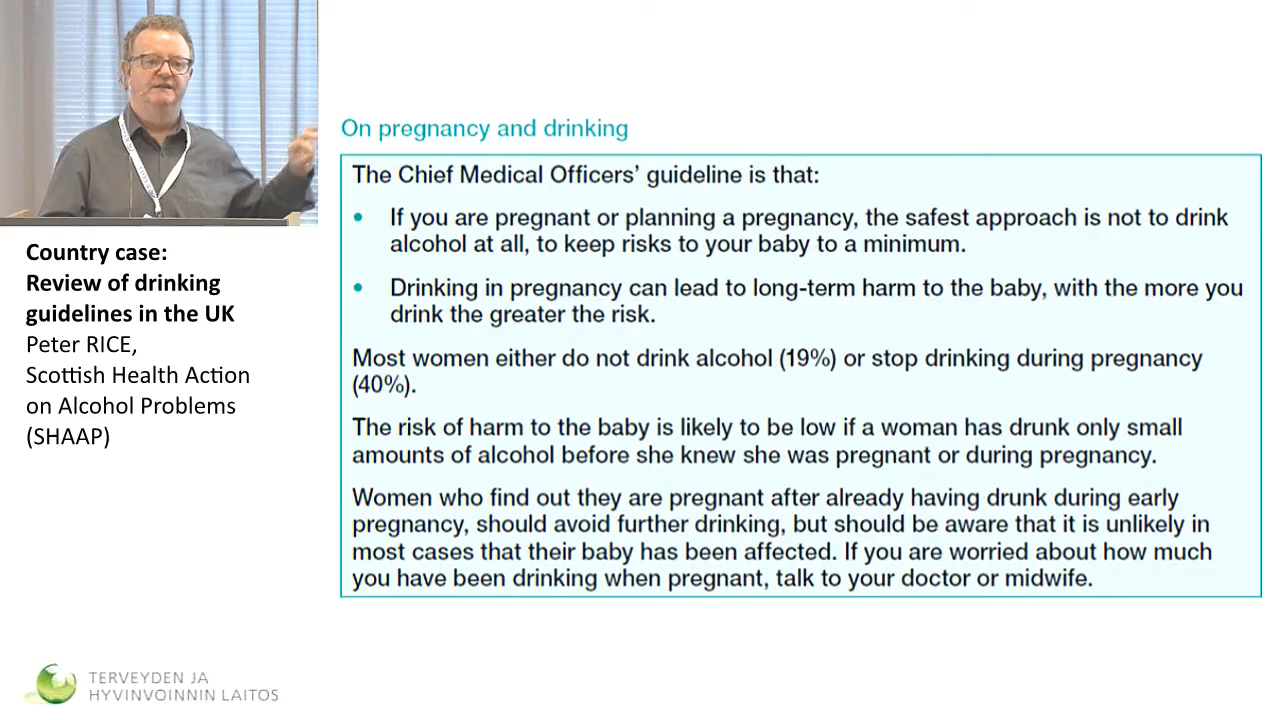 Country case:
Review of drinking
guidelines in the UK
Peter RICE,
Scottish Health Action
on Alcohol Problems
(SHAAP)
On pregnancy and drinking
The Chief Medical Officers’ guideline is that:
• If you are pregnant or planning a pregnancy, the safest approach is not to drink
alcohol at all, to keep risks to your baby to a minimum.
• Drinking in pregnancy can lead to long-term harm to the baby, with the more you
drink the greater the risk.
Most women either do not drink alcohol (19%) or stop drinking during pregnancy
(40%).
The risk of harm to the baby is likely to be low if a woman has drunk only small
amounts of alcohol before she knew she was pregnant or during pregnancy.
Women who find out they are pregnant after already having drunk during early
pregnancy, should avoid further drinking, but should be aware that it is unlikely in
most cases that their baby has been affected. If you are worried about how much
you have been drinking when pregnant, talk to your doctor or midwife.
TERVEYDEN JA
HYVINVOINNIN LAITOS